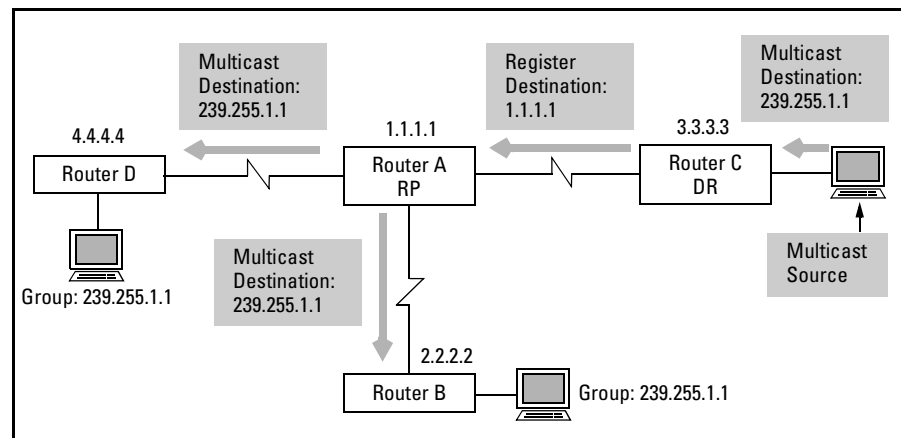 Multicast
Destination:
239.255.1.1
Register
Destination:
1.1.1.1
Multicast
Destination:
239.255.1.1
4.4.4.4
1.1.1.1
3.3.3.3
Router D
Router A
RP
Router C
DR
Multicast
Destination:
239.255.1.1
Multicast
Source
Group: 239.255.1.1
2.2.2.2
Router B
Group: 239.255.1.1